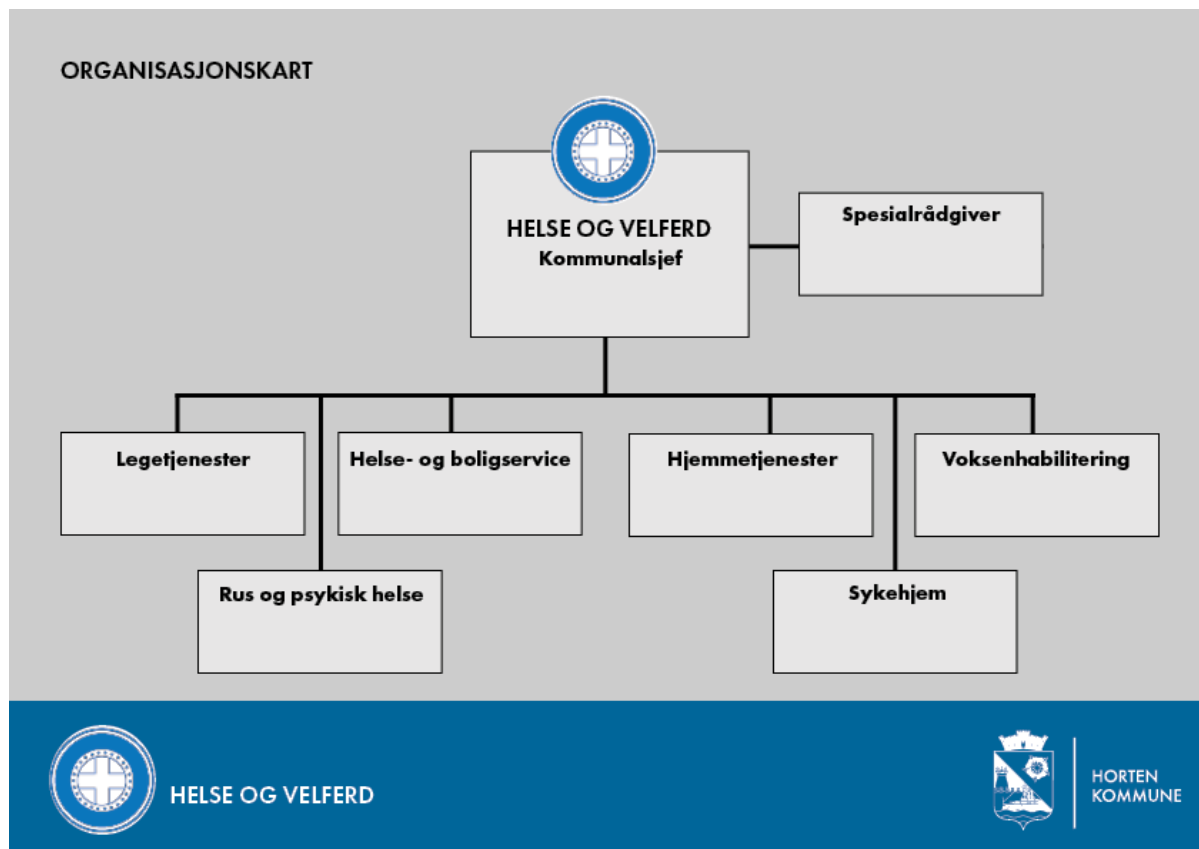 ORGANISASJONSKART
HELSE OG VELFERD
Kommunalsjef
Spesialrådgiver
Legetjenester
Helse- og boligservice
Hjemmetjenester
Voksenhabilitering
Rus og psykisk helse
Sykehjem
HELSE OG VELFERD
HORTEN
KOMMUNE